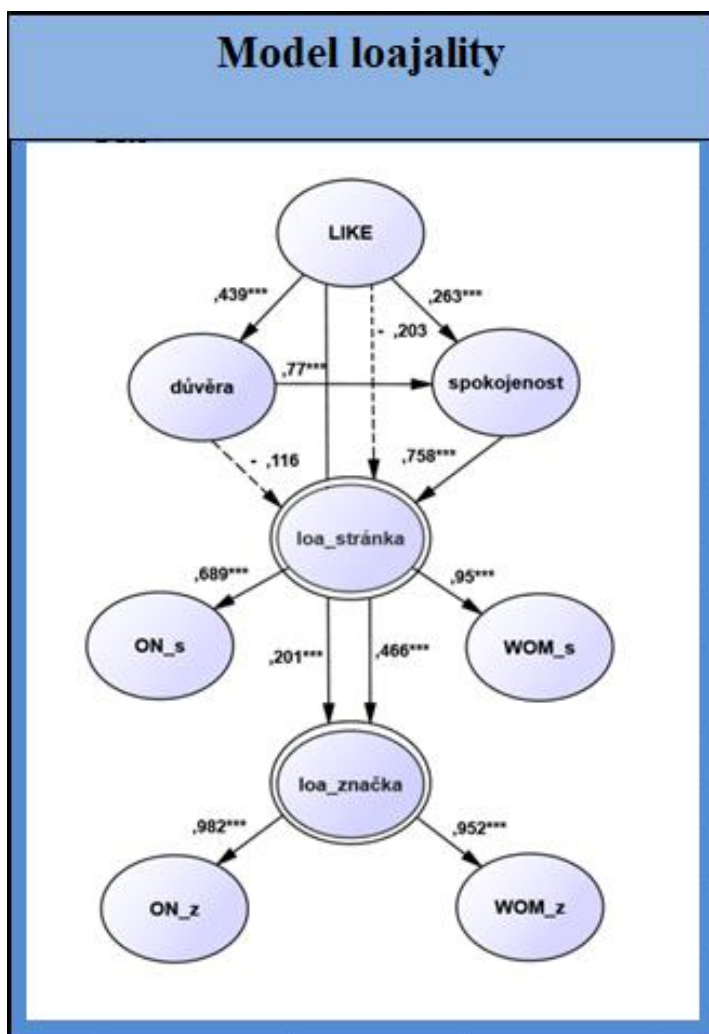 Model loajality
LIKE
,439***
,263***
- ,203
důvěra
,77***
spokojenost
- ,116
,758***
loa_stránka
,689***
,95***
ON_s
,201***
,466***
WOM_s
loa_značka
,982***
,952***
ON_z
WOM_z